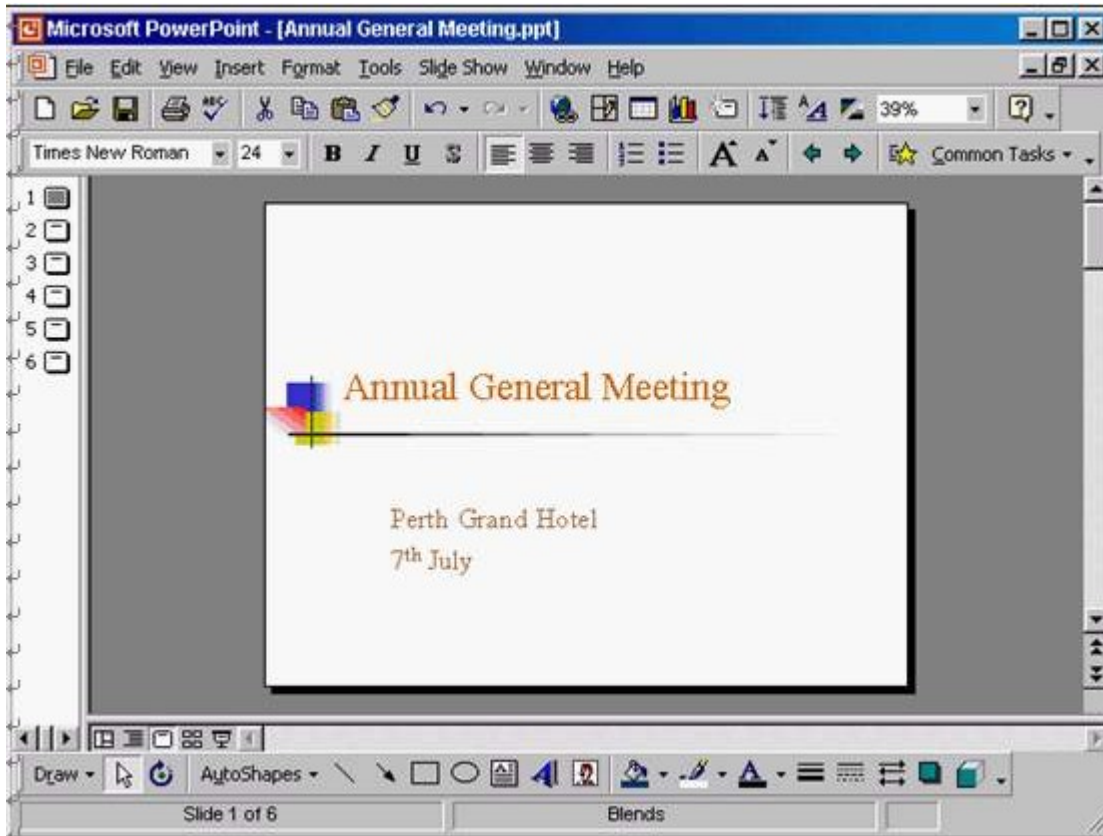 Microsoft PowerPoint - [Annual General Meeting.ppt]
File Edit View Insert Format Tools Slide Show Window Help
ABC A A 39% ?
Times New Roman 24 B I U S A A Common Tasks
1
2
3
4
5
6
Annual General Meeting
Perth Grand Hotel
7th July
Draw AutoShapes A A A
Slide 1 of 6 Blends